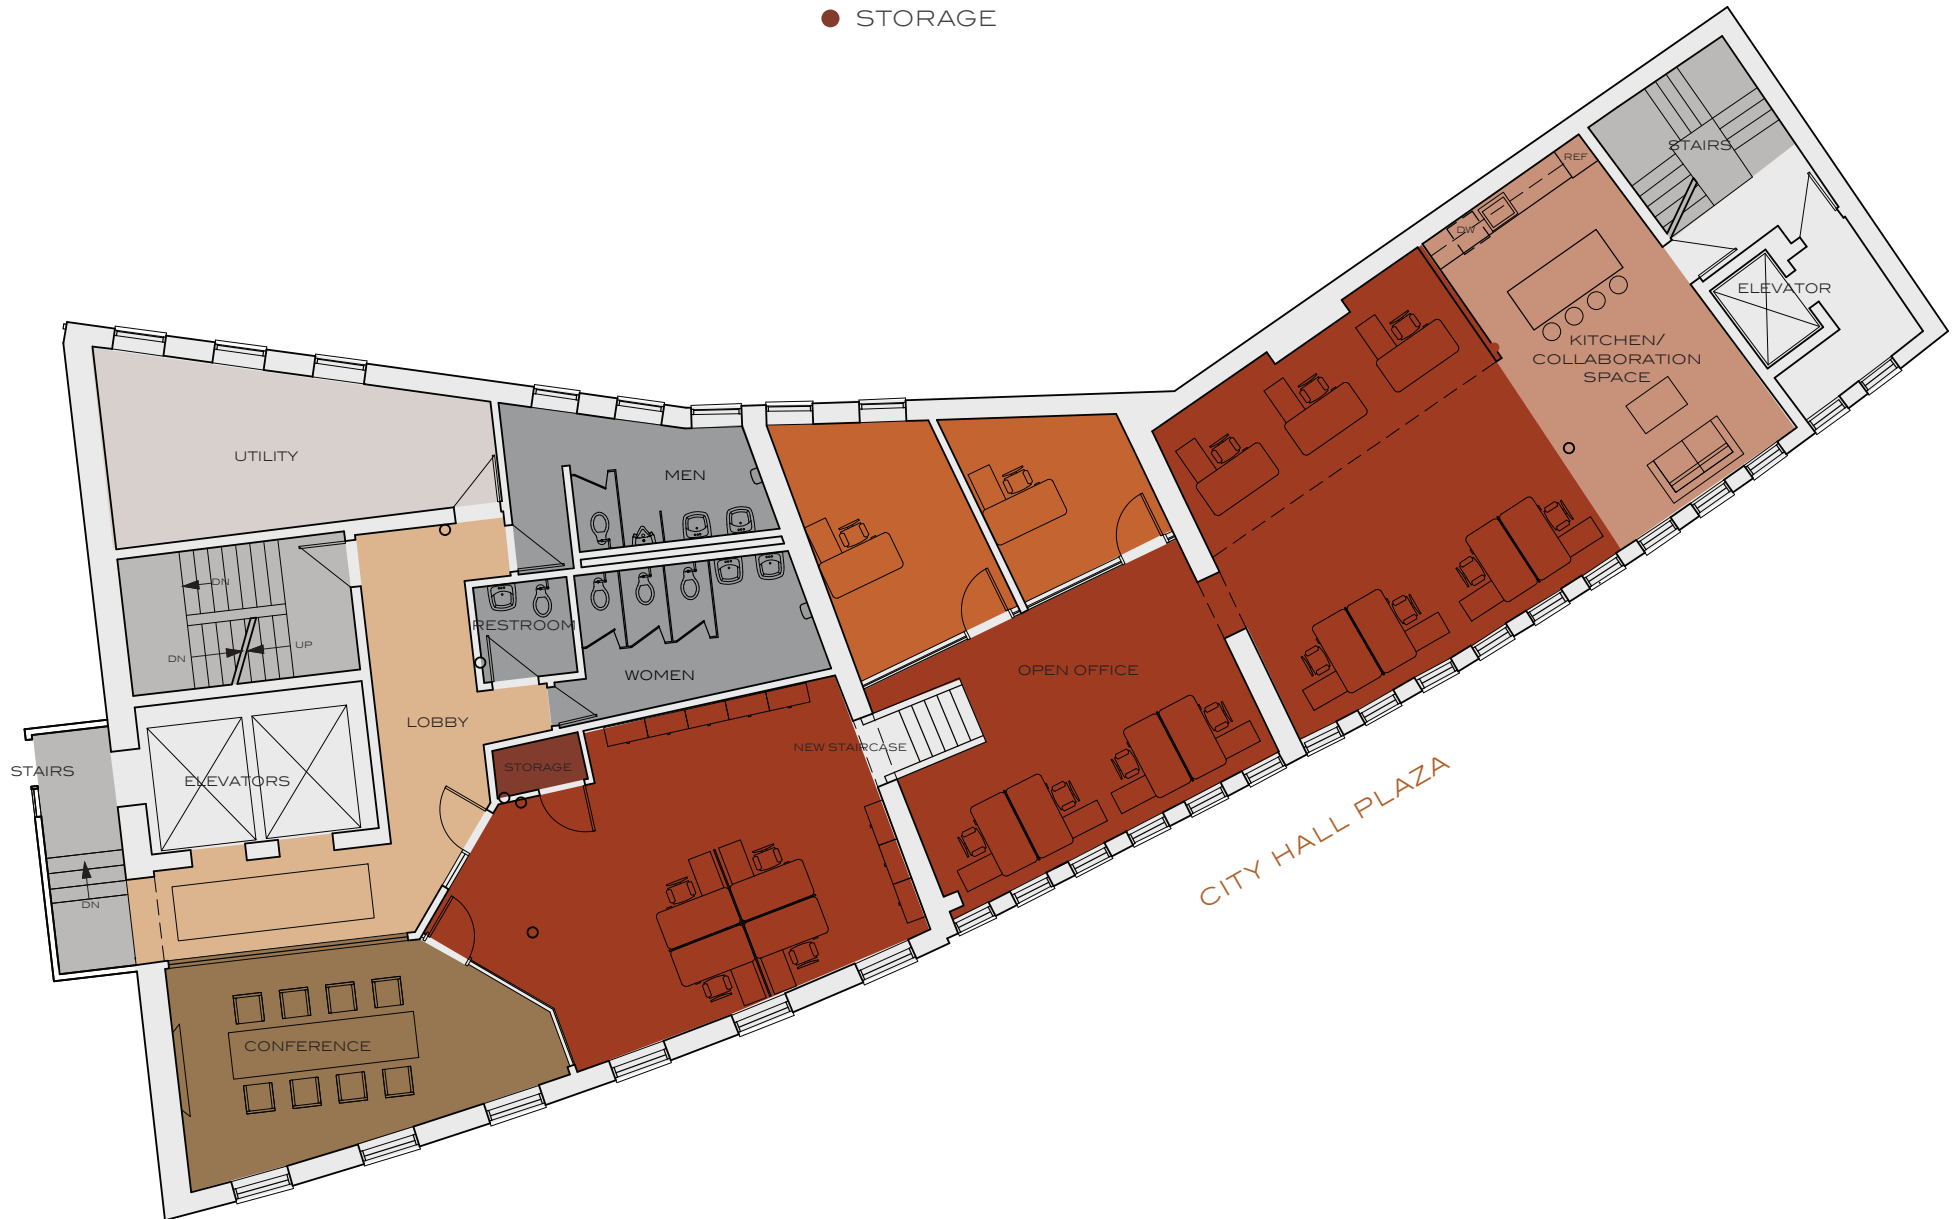 STORAGE
STAIRS
REF
DW
ELEVATOR
KITCHEN/
COLLABORATION
SPACE
UTILITY
MEN
DN
RESTROOM
UP
DN
WOMEN
OPEN OFFICE
LOBBY
NEW STAIRCASE
STORAGE
STAIRS
ELEVATORS
CITY HALL PLAZA
DN
CONFERENCE